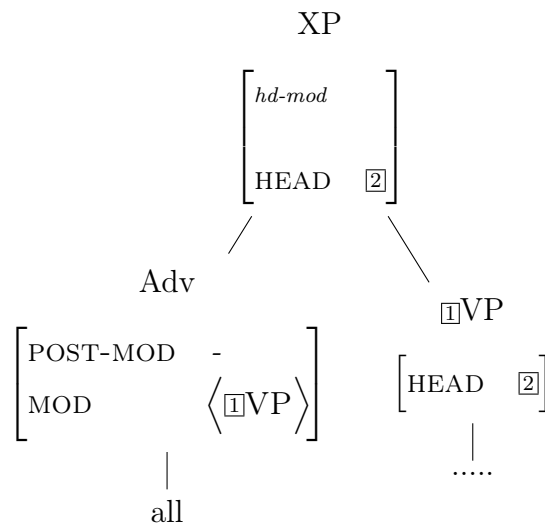 XP
hd-mod
HEAD 2
Adv
POST-MOD -
MOD ⟨1VP⟩
all
1VP
HEAD 2
.....